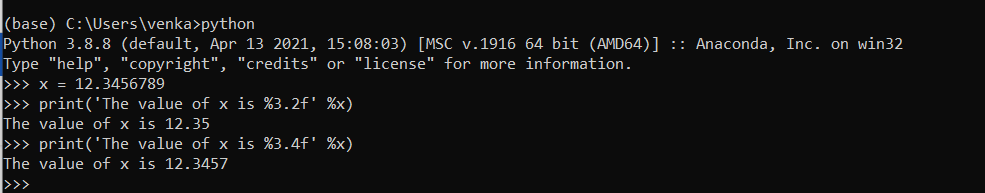 (base) C:\Users\venka>python
Python 3.8.8 (default, Apr 13 2021, 15:08:03) [MSC v.1916 64 bit (AMD64)] :: Anaconda, Inc. on win32
Type "help", "copyright", "credits" or "license" for more information.
>>> x = 12.3456789
>>> print('The value of x is %3.2f' %x)
The value of x is 12.35
>>> print('The value of x is %3.4f' %x)
The value of x is 12.3457
>>>